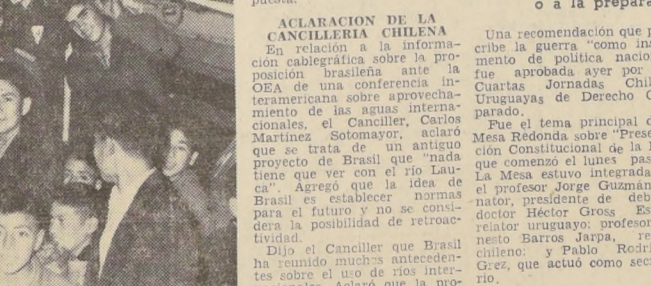 puesta.
ACLARACION DE LA
CANCILLERIA CHILENA
En relación a la informa-
ción cablegráfica sobre la pro-
posición brasileña ante la
OEA de una conferencia in-
teramericana sobre aprovecha-
miento de las aguas interna-
cionales, el Canciller, Carlos
Martínez Sotomayor, aclaró
que se trata de un antiguo
proyecto de Brasil que "nada
tiene que ver con el río Lau-
ca". Agregó que la idea de
Brasil es establecer normas
para el futuro y no se consi-
dera la posibilidad de retroac-
tividad.
Dijo el Canciller que Brasil
ha reunido muchos anteceden-
tes sobre el uso de ríos inter-
Aclaró que la pro-
o a la prepara
Una recomendación que p
cribe la guerra "como ins
mento de política nacion
fue aprobada ayer por
Cuartas Jornadas Chil
Uruguayas de Derecho C
parado.
Fue el tema principal d
Mesa Redonda sobre "Prese
ción Constitucional de la
que comenzó el lunes pas
La Mesa estuvo integrada
el profesor Jorge Guzmán
nator, presidente de deb
doctor Héctor Gross Es
relator uruguayo; profesor
nesto Barros Jarpa, re
chileno; y Pablo Rodri
Grez, que actuó como sec
rio.